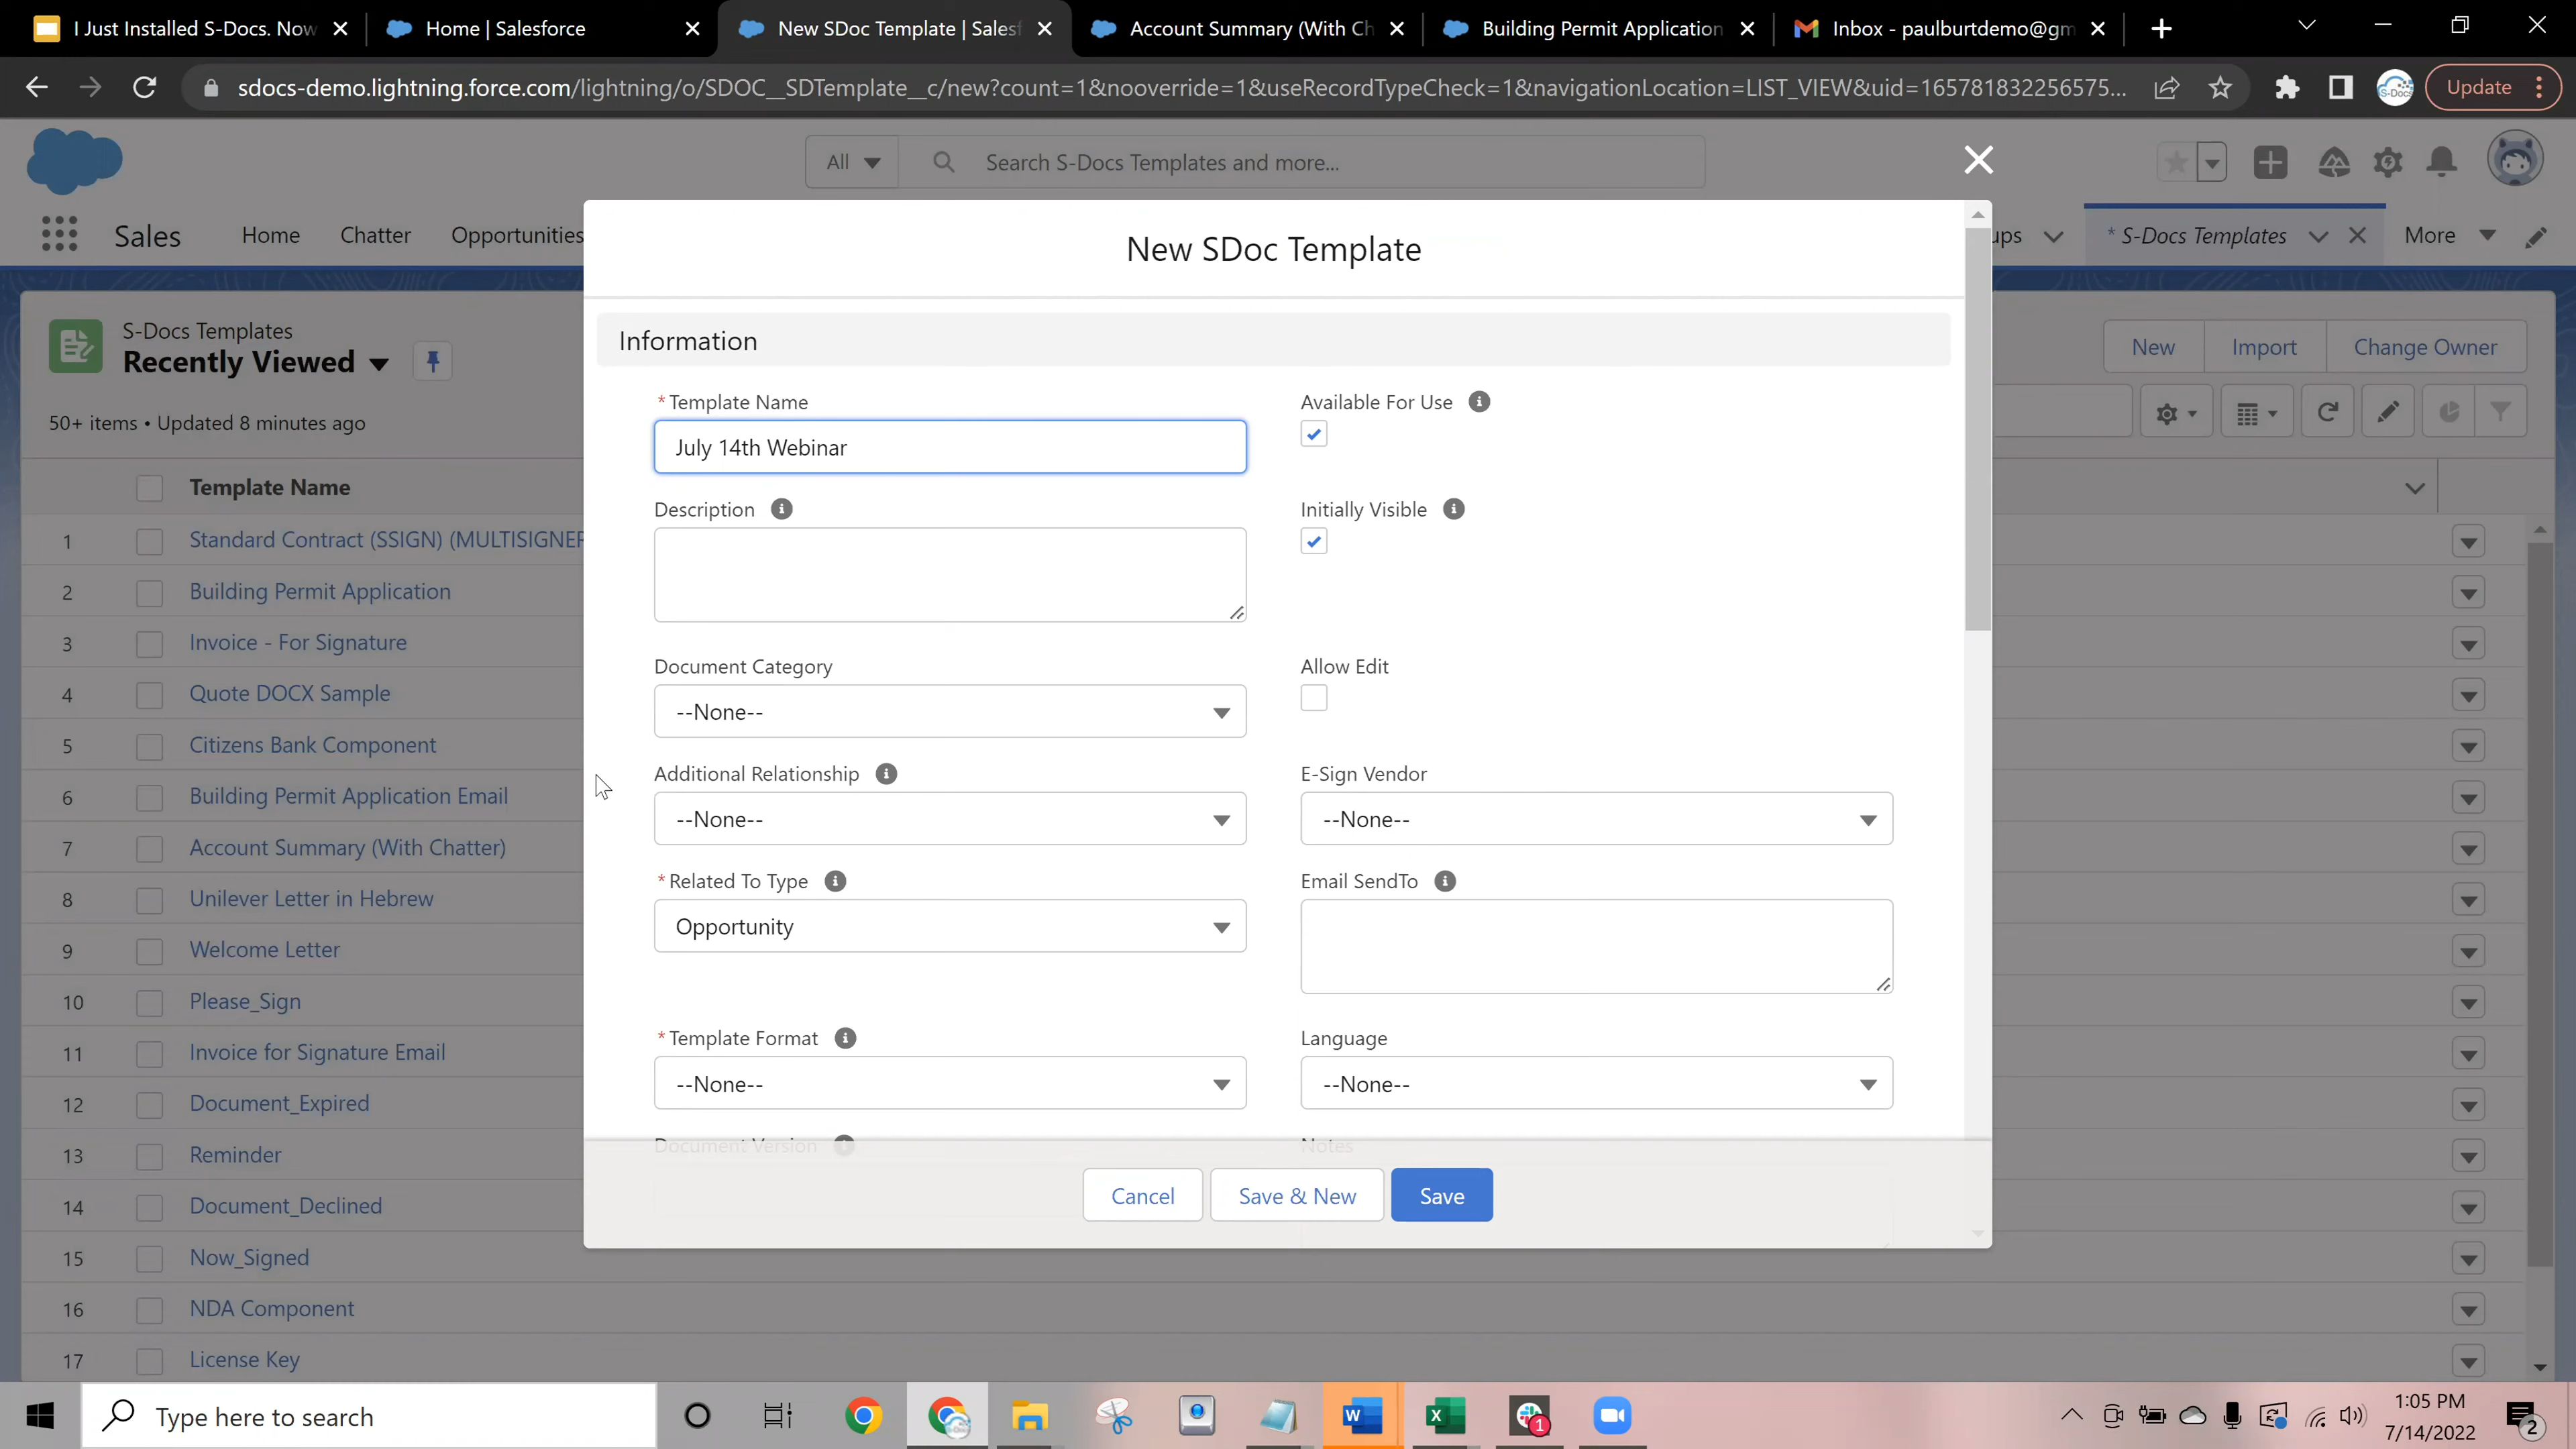 I Just Installed S-Docs. Now
Home | Salesforce
New SDoc Template | Salesf
Account Summary (With Ch
Building Permit Application
Inbox - paulburtdemo@gm
sdocs-demo.lightning.force.com/lightning/o/SDOC__SDTemplate__c/new?count=1&nooverride=1&useRecordTypeCheck=1&navigationLocation=LIST_VIEW&uid=165781832256575...
S-Docs
Update
All
Search S-Docs Templates and more...
Sales
Home
Chatter
Opportunities
ups
* S-Docs Templates
More
S-Docs Templates
Recently Viewed
50+ items • Updated 8 minutes ago
New
Import
Change Owner
Template Name
1 Standard Contract (SSIGN) (MULTISIGNER
2 Building Permit Application
3 Invoice - For Signature
4 Quote DOCX Sample
5 Citizens Bank Component
6 Building Permit Application Email
7 Account Summary (With Chatter)
8 Unilever Letter in Hebrew
9 Welcome Letter
10 Please_Sign
11 Invoice for Signature Email
12 Document_Expired
13 Reminder
14 Document_Declined
15 Now_Signed
16 NDA Component
17 License Key
New SDoc Template
Information
* Template Name
July 14th Webinar
Available For Use
Description
Initially Visible
Document Category
--None--
Allow Edit
Additional Relationship
--None--
E-Sign Vendor
--None--
* Related To Type
Opportunity
Email SendTo
* Template Format
--None--
Language
--None--
Document Version
Notes
Cancel
Save & New
Save
Type here to search
W
X
1
1:05 PM
7/14/2022
2